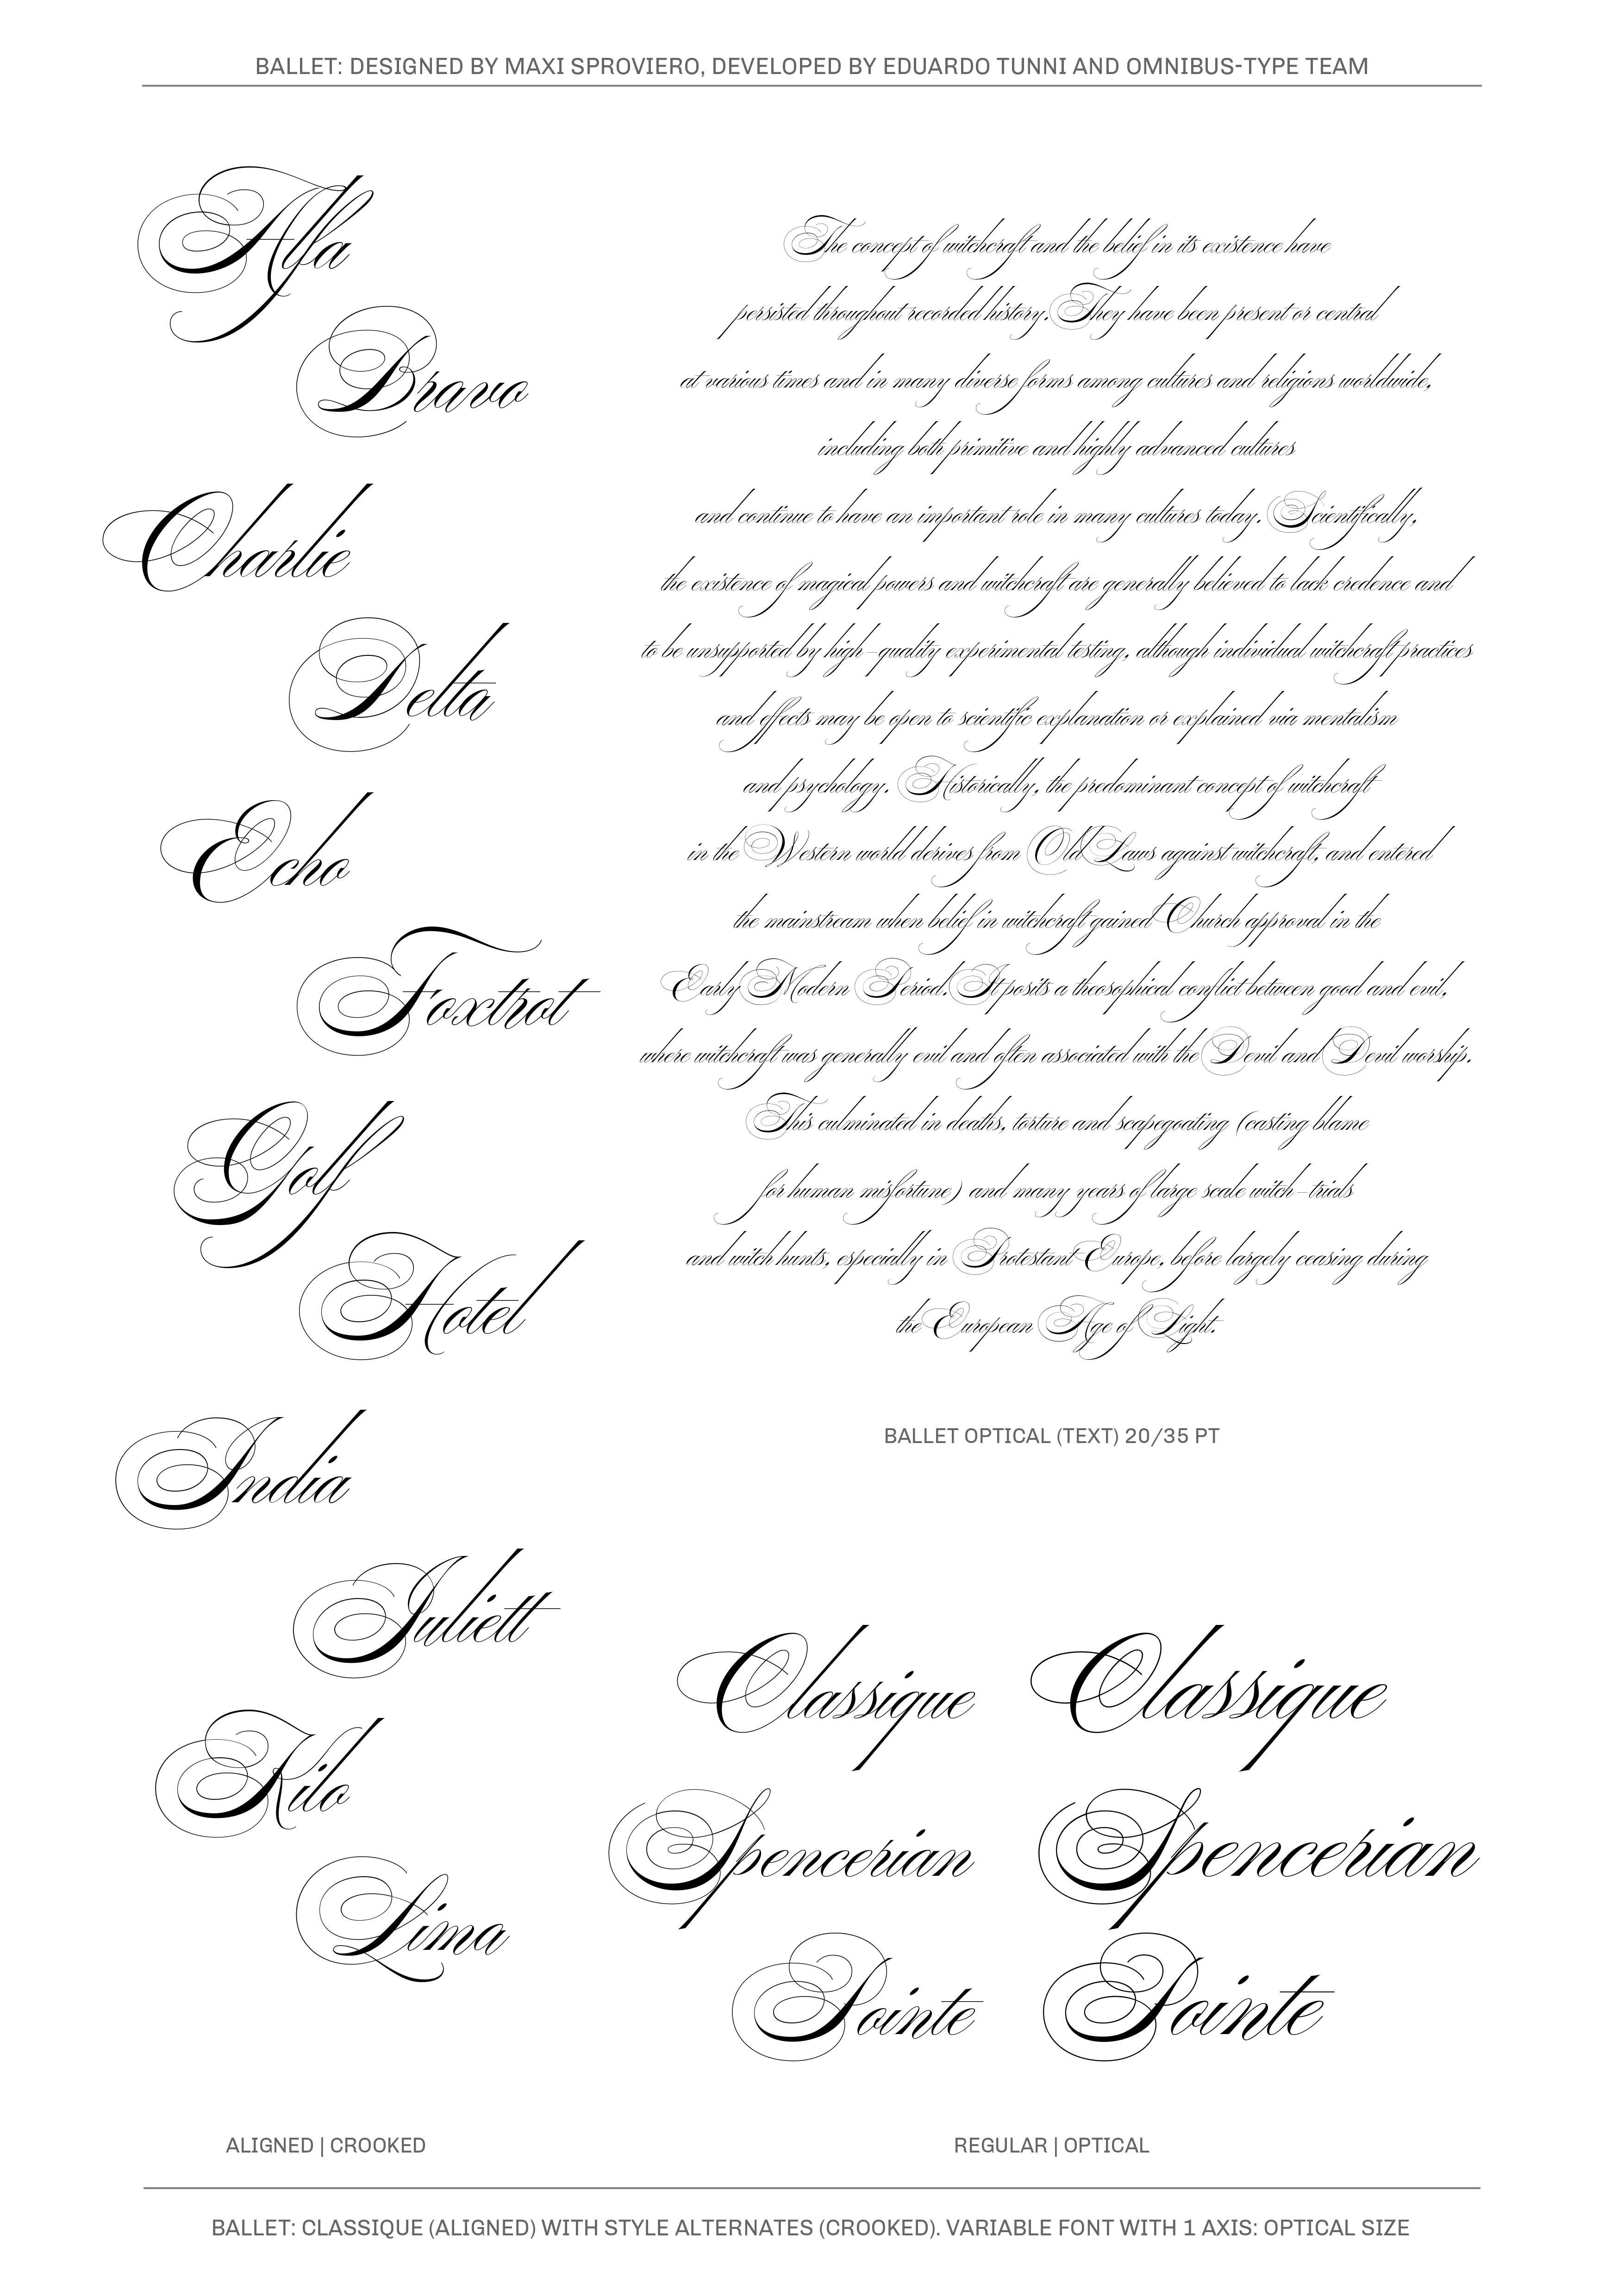 BALLET: DESIGNED BY MAXI SPROVIERO, DEVELOPED BY EDUARDO TUNNI AND OMNIBUS-TYPE TEAM
Alfa
Bravo
Charlie
Delta
Echo
Foxtrot
Golf
Hotel
India
Juliett
Kilo
Lima
ALIGNED | CROOKED
The concept of witchcraft and the belief in its existence have
persisted throughout recorded history. They have been present or central
at various times and in many diverse forms among cultures and religions worldwide,
including both primitive and highly advanced cultures
and continue to have an important role in many cultures today. Scientifically,
the existence of magical powers and witchcraft are generally believed to lack credence and
to be unsupported by high-quality experimental testing, although individual witchcraft practices
and effects may be open to scientific explanation or explained via mentalism
and psychology. Historically, the predominant concept of witchcraft
in the Western world derives from Old Laws against witchcraft, and entered
the mainstream when belief in witchcraft gained Church approval in the
Early Modern Period. It posits a theosophical conflict between good and evil,
where witchcraft was generally evil and often associated with the Devil and Devil worship.
This culminated in deaths, torture and scapegoating (casting blame
for human misfortune) and many years of large scale witch-trials
and witch hunts, especially in Protestant Europe, before largely ceasing during
the European Age of Light.
BALLET OPTICAL (TEXT) 20/35 PT
Classique Classique
Spencerian Spencerian
Pointe Pointe
REGULAR | OPTICAL
BALLET: CLASSIQUE (ALIGNED) WITH STYLE ALTERNATES (CROOKED). VARIABLE FONT WITH 1 AXIS: OPTICAL SIZE